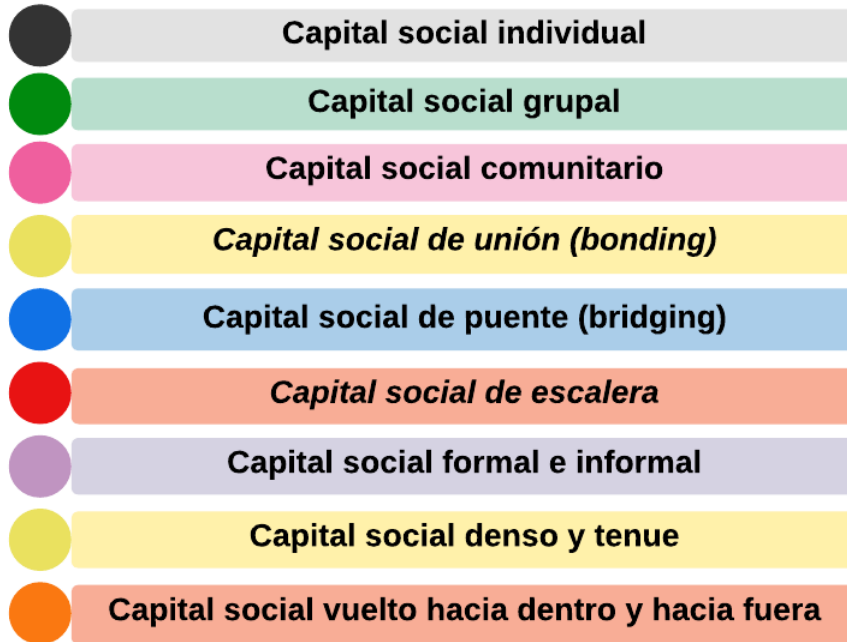 Capital social individual
Capital social grupal
Capital social comunitario
Capital social de unión (bonding)
Capital social de puente (bridging)
Capital social de escalera
Capital social formal e informal
Capital social denso y tenue
Capital social vuelto hacia dentro y hacia fuera